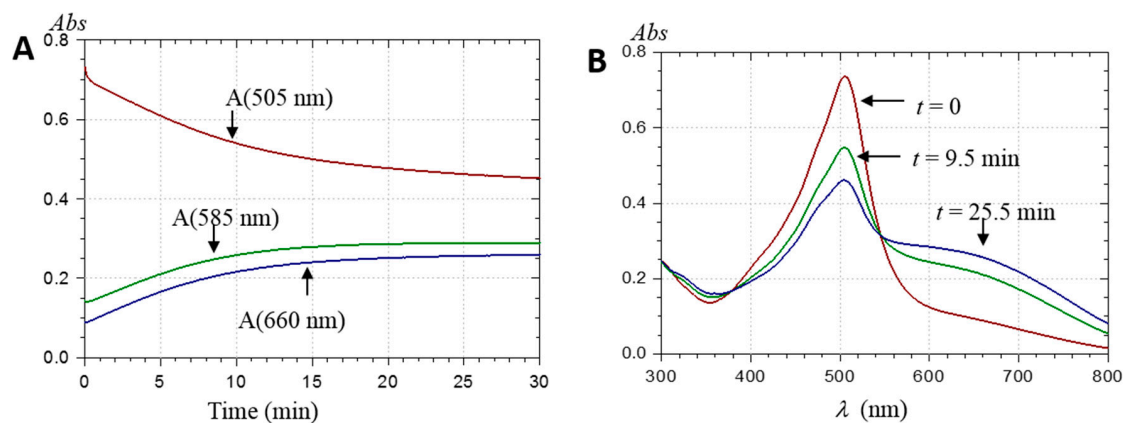 A
Abs
0.8
0.6
0.4
0.2
0.0
A(505 nm)
A(585 nm)
A(660 nm)
0 5 10 15 20 25 30
Time (min)
B
Abs
0.8
0.6
0.4
0.2
0.0
t = 0
t = 9.5 min
t = 25.5 min
300 400 500 600 700 800
λ (nm)